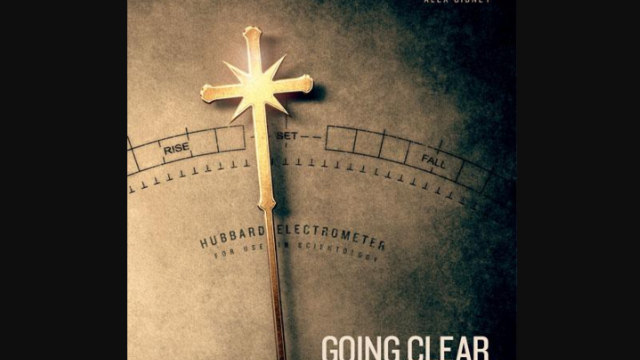 ALEX GIBNEY
RISE
SET
FALL
HUBBARD ELECTROMETER
FOR USE IN SCIENTOLOGY
GOING CLEAR